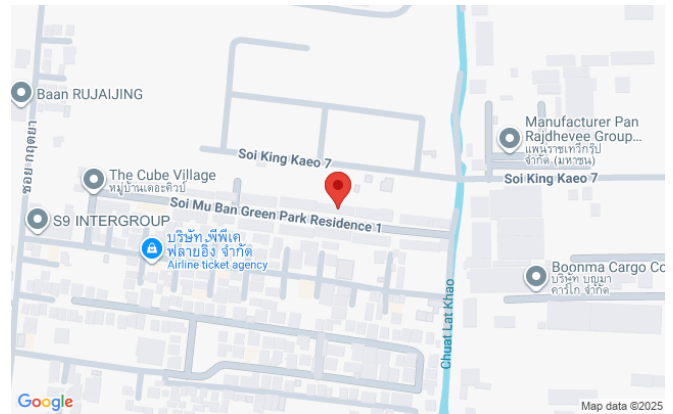 Baan RUJAIJING
ซอย กฤตยา
Soi King Kaeo 7
Manufacturer Pan
Rajdhevee Group...
แพนราชเทวีกรุ๊ป
จำกัด (มหาชน)
Soi King Kaeo 7
The Cube Village
หมู่บ้านเดอะคิวบ์
Soi Mu Ban Green Park Residence 1
S9 INTERGROUP
บริษัท พีพีเค
ฟลายอิ้ง จำกัด
Airline ticket agency
Boonma Cargo Co
บริษัท บุญมา
คาร์โก จำกัด
Chuat Lat Khao
Google
Map data ©2025